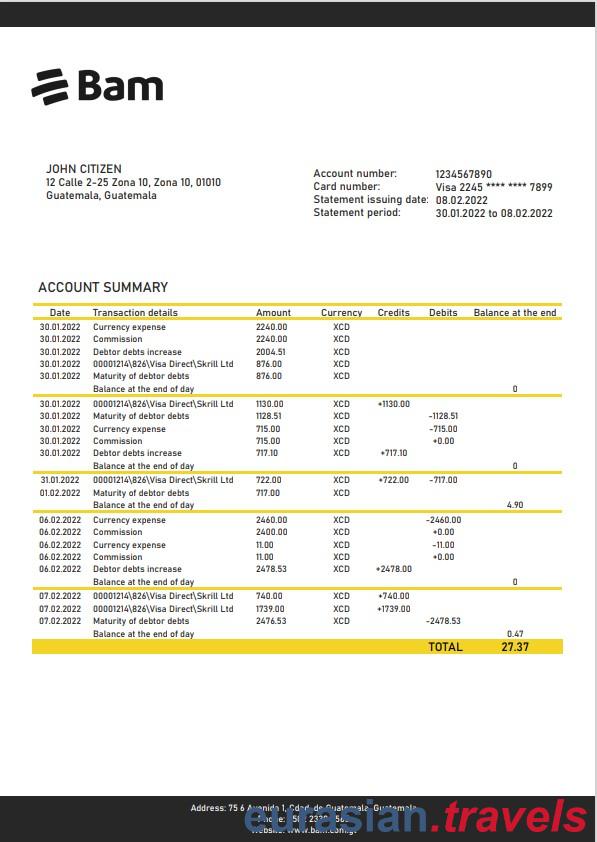 Bam
JOHN CITIZEN
12 Calle 2-25 Zona 10, Zona 10, 01010
Guatemala, Guatemala
Account number: 1234567890
Card number: Visa 2245 **** **** 7899
Statement issuing date: 08.02.2022
Statement period: 30.01.2022 to 08.02.2022
ACCOUNT SUMMARY
Date Transaction details Amount Currency Credits Debits Balance at the end
30.01.2022 Currency expense 2240.00 XCD
30.01.2022 Commission 2240.00 XCD
30.01.2022 Debtor debts increase 2004.51 XCD
30.01.2022 00001214\826\Visa Direct\Skrill Ltd 876.00 XCD
30.01.2022 Maturity of debtor debts 876.00 XCD
Balance at the end of day 0
30.01.2022 00001214\826\Visa Direct\Skrill Ltd 1130.00 XCD +1130.00
30.01.2022 Maturity of debtor debts 1128.51 XCD -1128.51
30.01.2022 Currency expense 715.00 XCD -715.00
30.01.2022 Commission 715.00 XCD +0.00
30.01.2022 Debtor debts increase 717.10 XCD +717.10
Balance at the end of day 0
31.01.2022 00001214\826\Visa Direct\Skrill Ltd 722.00 XCD +722.00 -717.00
01.02.2022 Maturity of debtor debts 717.00 XCD
Balance at the end of day 4.90
06.02.2022 Currency expense 2460.00 XCD -2460.00
06.02.2022 Commission 2400.00 XCD +0.00
06.02.2022 Currency expense 11.00 XCD -11.00
06.02.2022 Commission 11.00 XCD +0.00
06.02.2022 Debtor debts increase 2478.53 XCD +2478.00
Balance at the end of day 0
07.02.2022 00001214\826\Visa Direct\Skrill Ltd 740.00 XCD +740.00
07.02.2022 00001214\826\Visa Direct\Skrill Ltd 1739.00 XCD +1739.00
07.02.2022 Maturity of debtor debts 2476.53 XCD -2478.53
Balance at the end of day 0.47
TOTAL 27.37
Address: 75 6 Avenida 1, Cdad. de Guatemala, Guatemala
Website: www.bam.com.gt
eurasian.travels